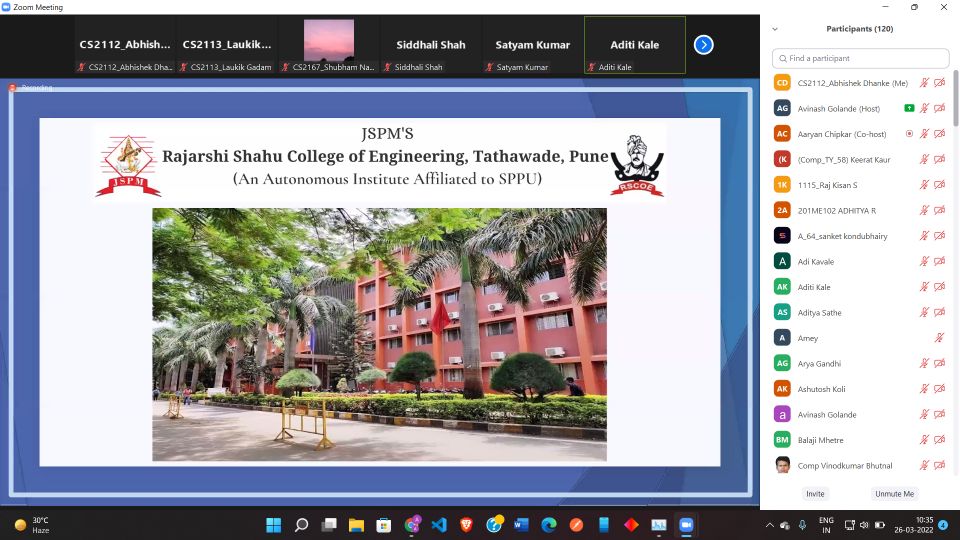 Zoom Meeting
CS2112_Abhish...
CS2113_Laukik...
Siddhali Shah
Satyam Kumar
Aditi Kale
CS2112_Abhishek Dha...
CS2113_Laukik Gadam
CS2167_Shubham Na...
Siddhali Shah
Satyam Kumar
Aditi Kale
Recording
JSPM'S
Rajarshi Shahu College of Engineering, Tathawade, Pune
(An Autonomous Institute Affiliated to SPPU)
JSPM
RSCOE
Participants (120)
Find a participant
CD CS2112_Abhishek Dhanke (Me)
AG Avinash Golande (Host)
AC Aaryan Chipkar (Co-host)
(K (Comp_TY_58) Keerat Kaur
1K 1115_Raj Kisan S
2A 201ME102 ADHITYA R
A_64_sanket kondubhairy
A Adi Kavale
AK Aditi Kale
AS Aditya Sathe
A Amey
AG Arya Gandhi
AK Ashutosh Koli
a Avinash Golande
BM Balaji Mhetre
Comp Vinodkumar Bhutnal
Invite
Unmute Me
30°C
Haze
ENG
IN
10:35
26-03-2022
4